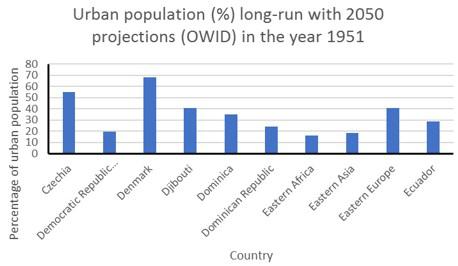 Urban population (%) long-run with 2050
projections (OWID) in the year 1951
Percentage of urban population
80
70
60
50
40
30
20
10
0
Czechia
Democratic Republic...
Denmark
Djibouti
Dominica
Dominican Republic
Eastern Africa
Eastern Asia
Eastern Europe
Ecuador
Country